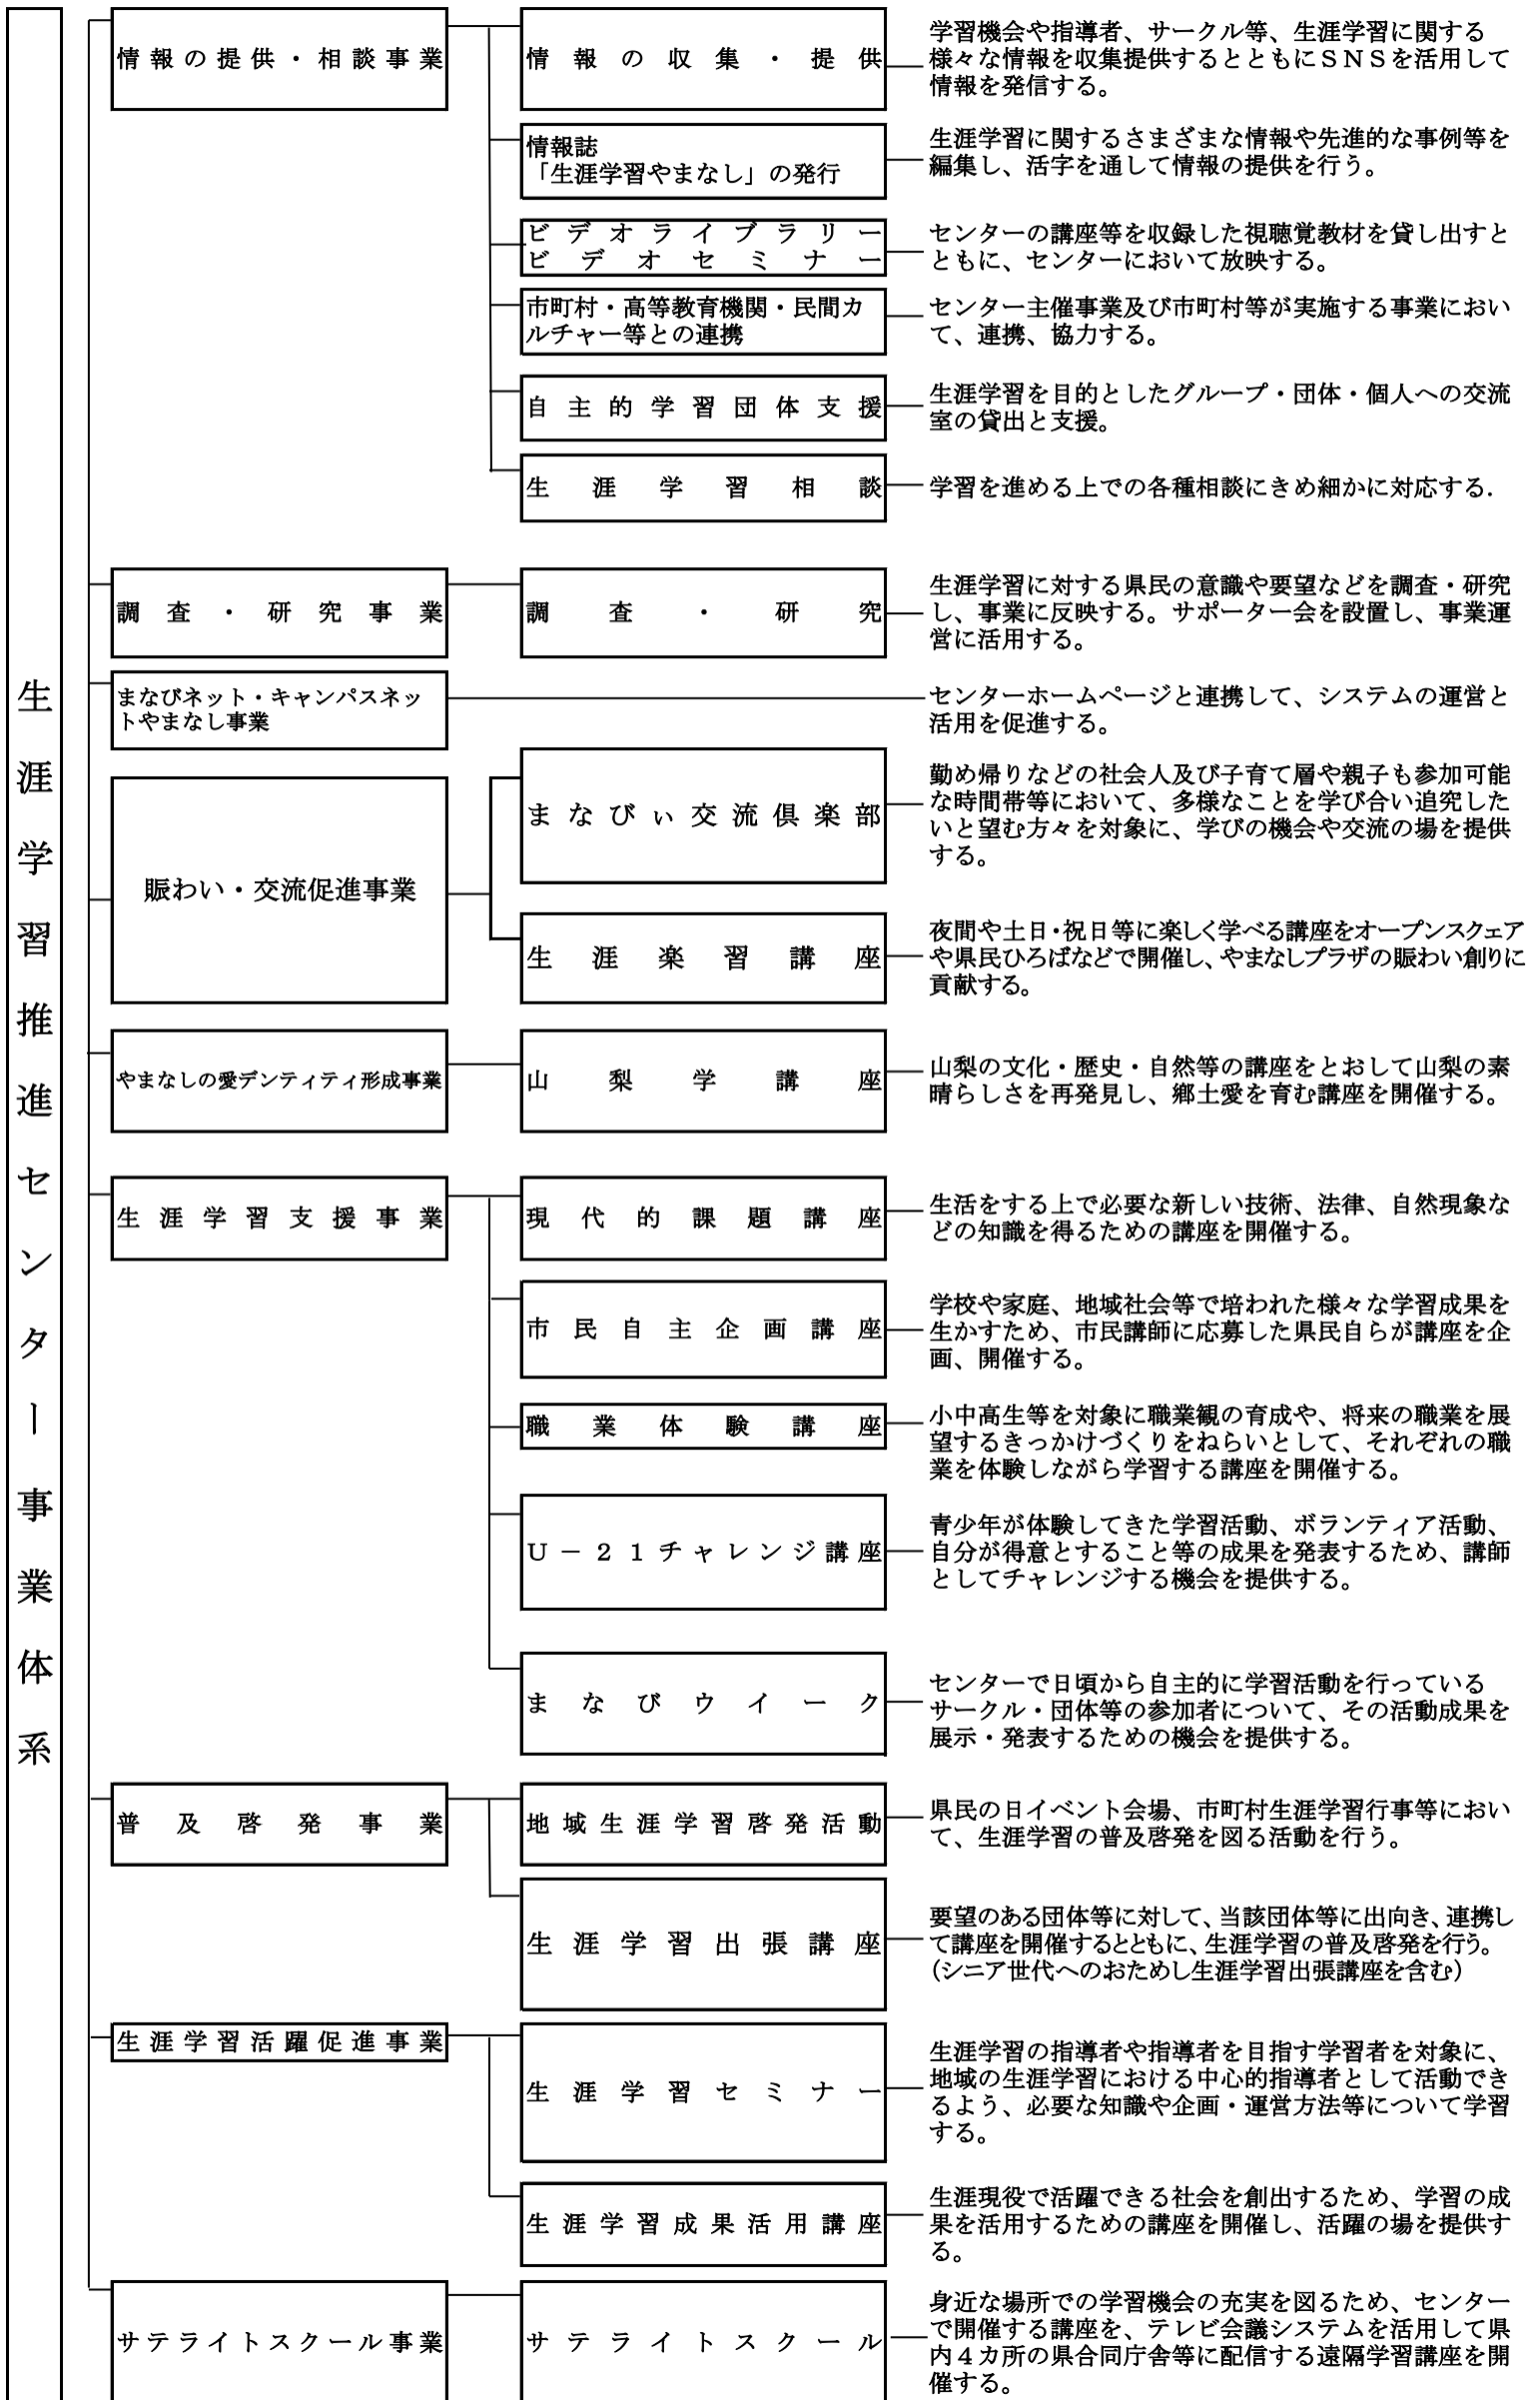 生涯学習推進センター事業体系
情報の提供・相談事業
情報の収集・提供
学習機会や指導者、サークル等、生涯学習に関する
様々な情報を収集提供するとともにＳＮＳを活用して
情報を発信する。
情報誌
「生涯学習やまなし」の発行
生涯学習に関するさまざまな情報や先進的な事例等を
編集し、活字を通して情報の提供を行う。
ビデオライブラリー
ビデオセミナー
センターの講座等を収録した視聴覚教材を貸し出すと
ともに、センターにおいて放映する。
市町村・高等教育機関・民間カ
ルチャー等との連携
センター主催事業及び市町村等が実施する事業におい
て、連携、協力する。
自主的学習団体支援
生涯学習を目的としたグループ・団体・個人への交流
室の貸出と支援。
生涯学習相談
学習を進める上での各種相談にきめ細かに対応する.
調査・研究事業
調査・研究
生涯学習に対する県民の意識や要望などを調査・研究
し、事業に反映する。サポーター会を設置し、事業運
営に活用する。
まなびネット・キャンパスネッ
トやまなし事業
センターホームページと連携して、システムの運営と
活用を促進する。
賑わい・交流促進事業
まなびぃ交流倶楽部
勤め帰りなどの社会人及び子育て層や親子も参加可能
な時間帯等において、多様なことを学び合い追究した
いと望む方々を対象に、学びの機会や交流の場を提供
する。
生涯楽習講座
夜間や土日・祝日等に楽しく学べる講座をオープンスクェア
や県民ひろばなどで開催し、やまなしプラザの賑わい創りに
貢献する。
やまなしの愛デンティティ形成事業
山梨学講座
山梨の文化・歴史・自然等の講座をとおして山梨の素
晴らしさを再発見し、郷土愛を育む講座を開催する。
生涯学習支援事業
現代的課題講座
生活をする上で必要な新しい技術、法律、自然現象な
どの知識を得るための講座を開催する。
市民自主企画講座
学校や家庭、地域社会等で培われた様々な学習成果を
生かすため、市民講師に応募した県民自らが講座を企
画、開催する。
職業体験講座
小中高生等を対象に職業観の育成や、将来の職業を展
望するきっかけづくりをねらいとして、それぞれの職
業を体験しながら学習する講座を開催する。
Ｕ－２１チャレンジ講座
青少年が体験してきた学習活動、ボランティア活動、
自分が得意とすること等の成果を発表するため、講師
としてチャレンジする機会を提供する。
まなびウイーク
センターで日頃から自主的に学習活動を行っている
サークル・団体等の参加者について、その活動成果を
展示・発表するための機会を提供する。
普及啓発事業
地域生涯学習啓発活動
県民の日イベント会場、市町村生涯学習行事等におい
て、生涯学習の普及啓発を図る活動を行う。
生涯学習出張講座
要望のある団体等に対して、当該団体等に出向き、連携し
て講座を開催するとともに、生涯学習の普及啓発を行う。
（シニア世代へのおためし生涯学習出張講座を含む）
生涯学習活躍促進事業
生涯学習セミナー
生涯学習の指導者や指導者を目指す学習者を対象に、
地域の生涯学習における中心的指導者として活動でき
るよう、必要な知識や企画・運営方法等について学習
する。
生涯学習成果活用講座
生涯現役で活躍できる社会を創出するため、学習の成
果を活用するための講座を開催し、活躍の場を提供す
る。
サテライトスクール事業
サテライトスクール
身近な場所での学習機会の充実を図るため、センター
で開催する講座を、テレビ会議システムを活用して県
内４カ所の県合同庁舎等に配信する遠隔学習講座を開
催する。